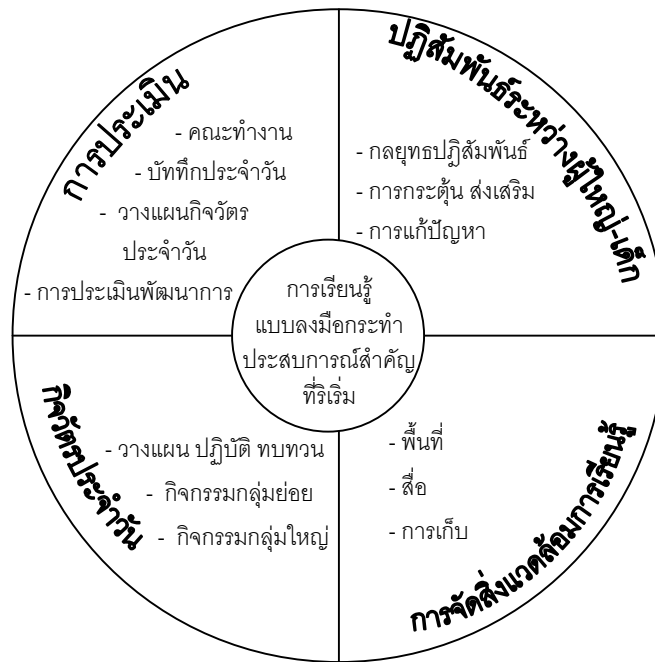 การประเมิน
- คณะทำงาน
- บัททึกประจำวัน
- วางแผนกิจวัตร
ประจำวัน
- การประเมินพัฒนาการ
ปฏิสัมพันธ์ระหว่างผู้ใหญ่-เด็ก
- กลยุทธปฏิสัมพันธ์
- การกระตุ้น ส่งเสริม
- การแก้ปัญหา
การเรียนรู้
แบบลงมือกระทำ
ประสบการณ์สำคัญ
ที่ริเริ่ม
กิจวัตรประจำวัน
- วางแผน ปฏิบัติ ทบทวน
- กิจกรรมกลุ่มย่อย
- กิจกรรมกลุ่มใหญ่
การจัดสิ่งแวดล้อมการเรียนรู้
- พื้นที่
- สื่อ
- การเก็บ